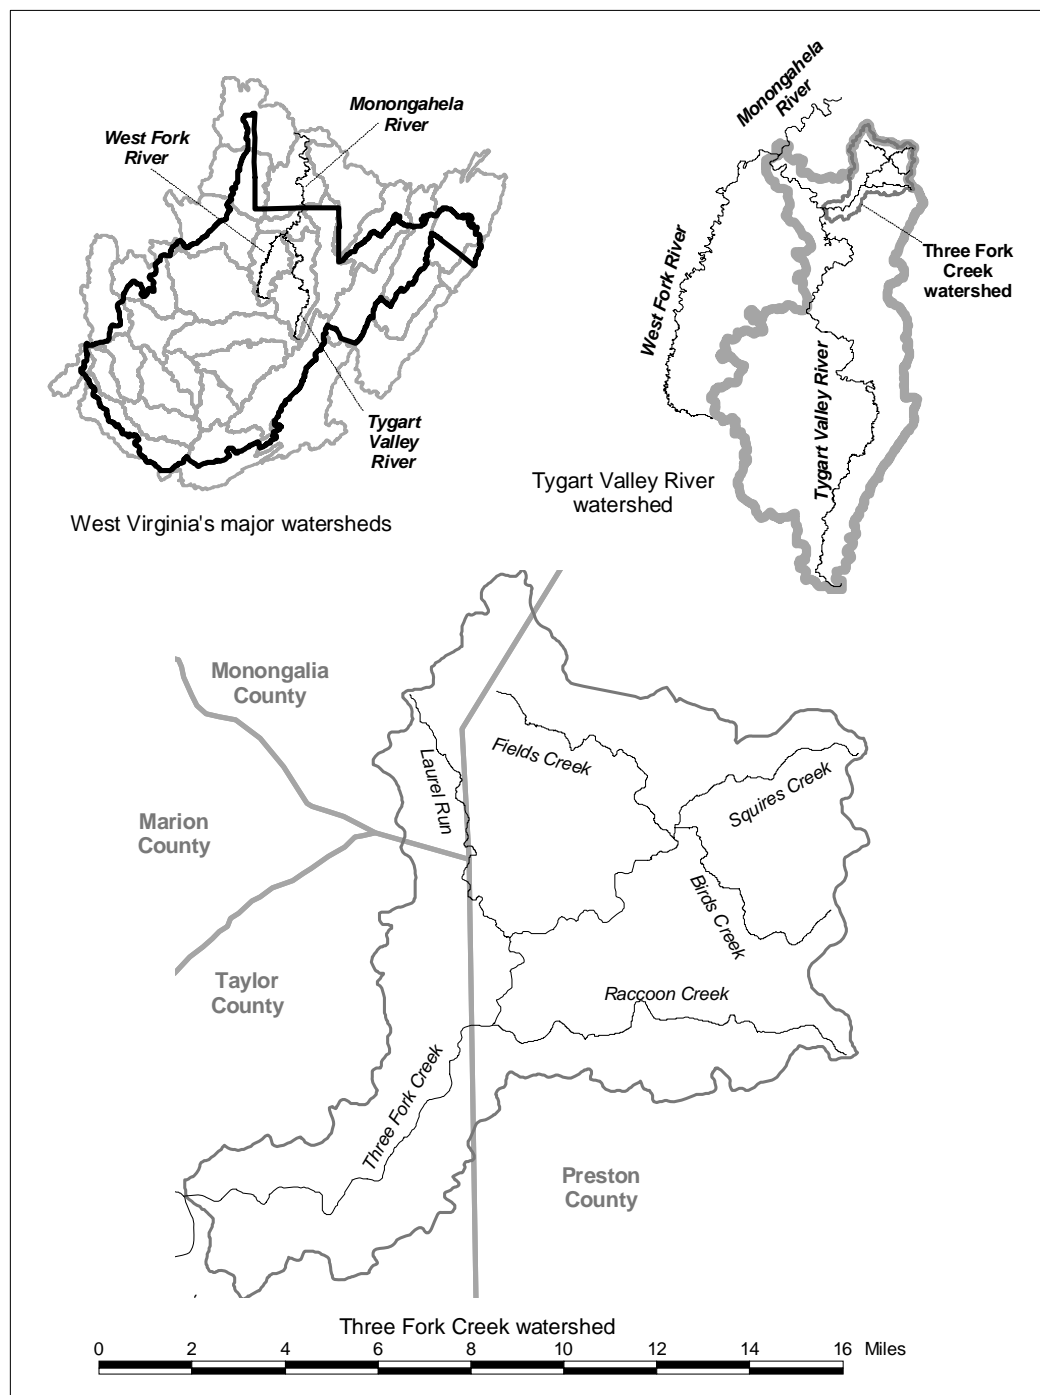 Monongahela
River
West Fork
River
Tygart
Valley
River
West Virginia's major watersheds
Monongahela
River
West Fork River
Three Fork
Creek
watershed
Tygart Valley River
Tygart Valley River
watershed
Monongalia
County
Laurel Run
Fields Creek
Squires Creek
Marion
County
Birds Creek
Taylor
County
Raccoon Creek
Three Fork Creek
Preston
County
Three Fork Creek watershed
0 2 4 6 8 10 12 14 16 Miles